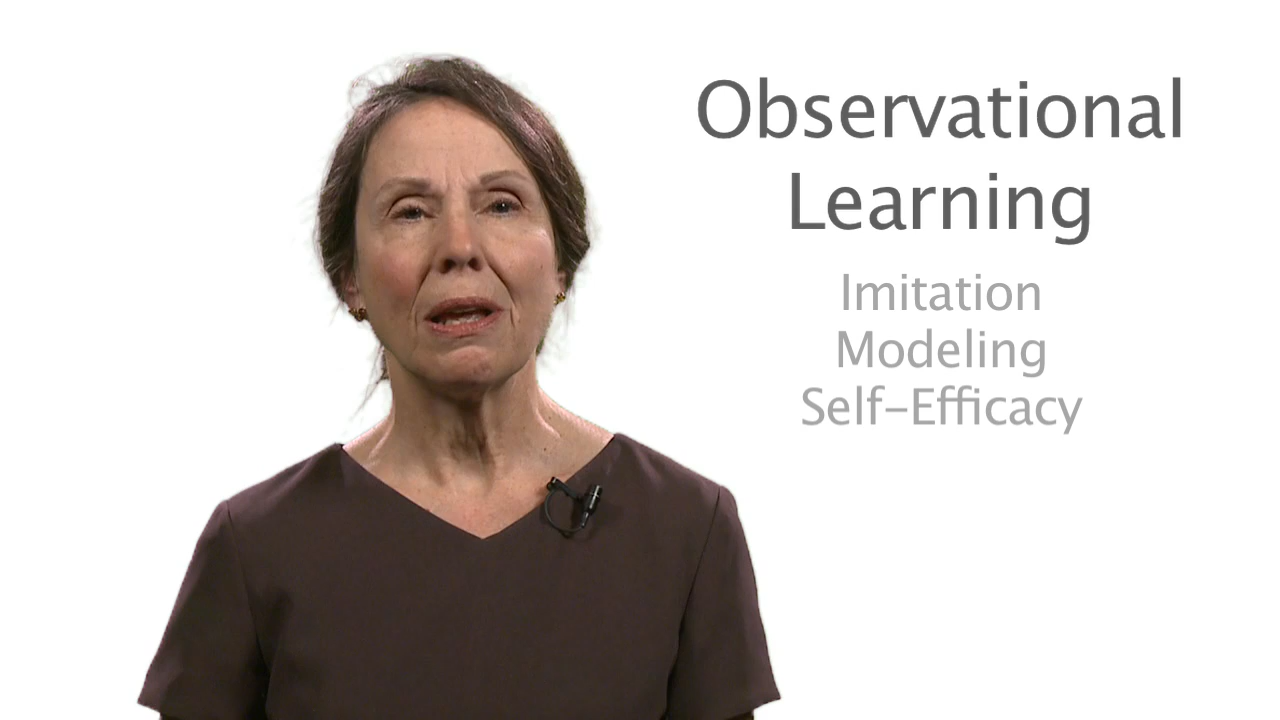 Observational
Learning
Imitation
Modeling
Self-Efficacy